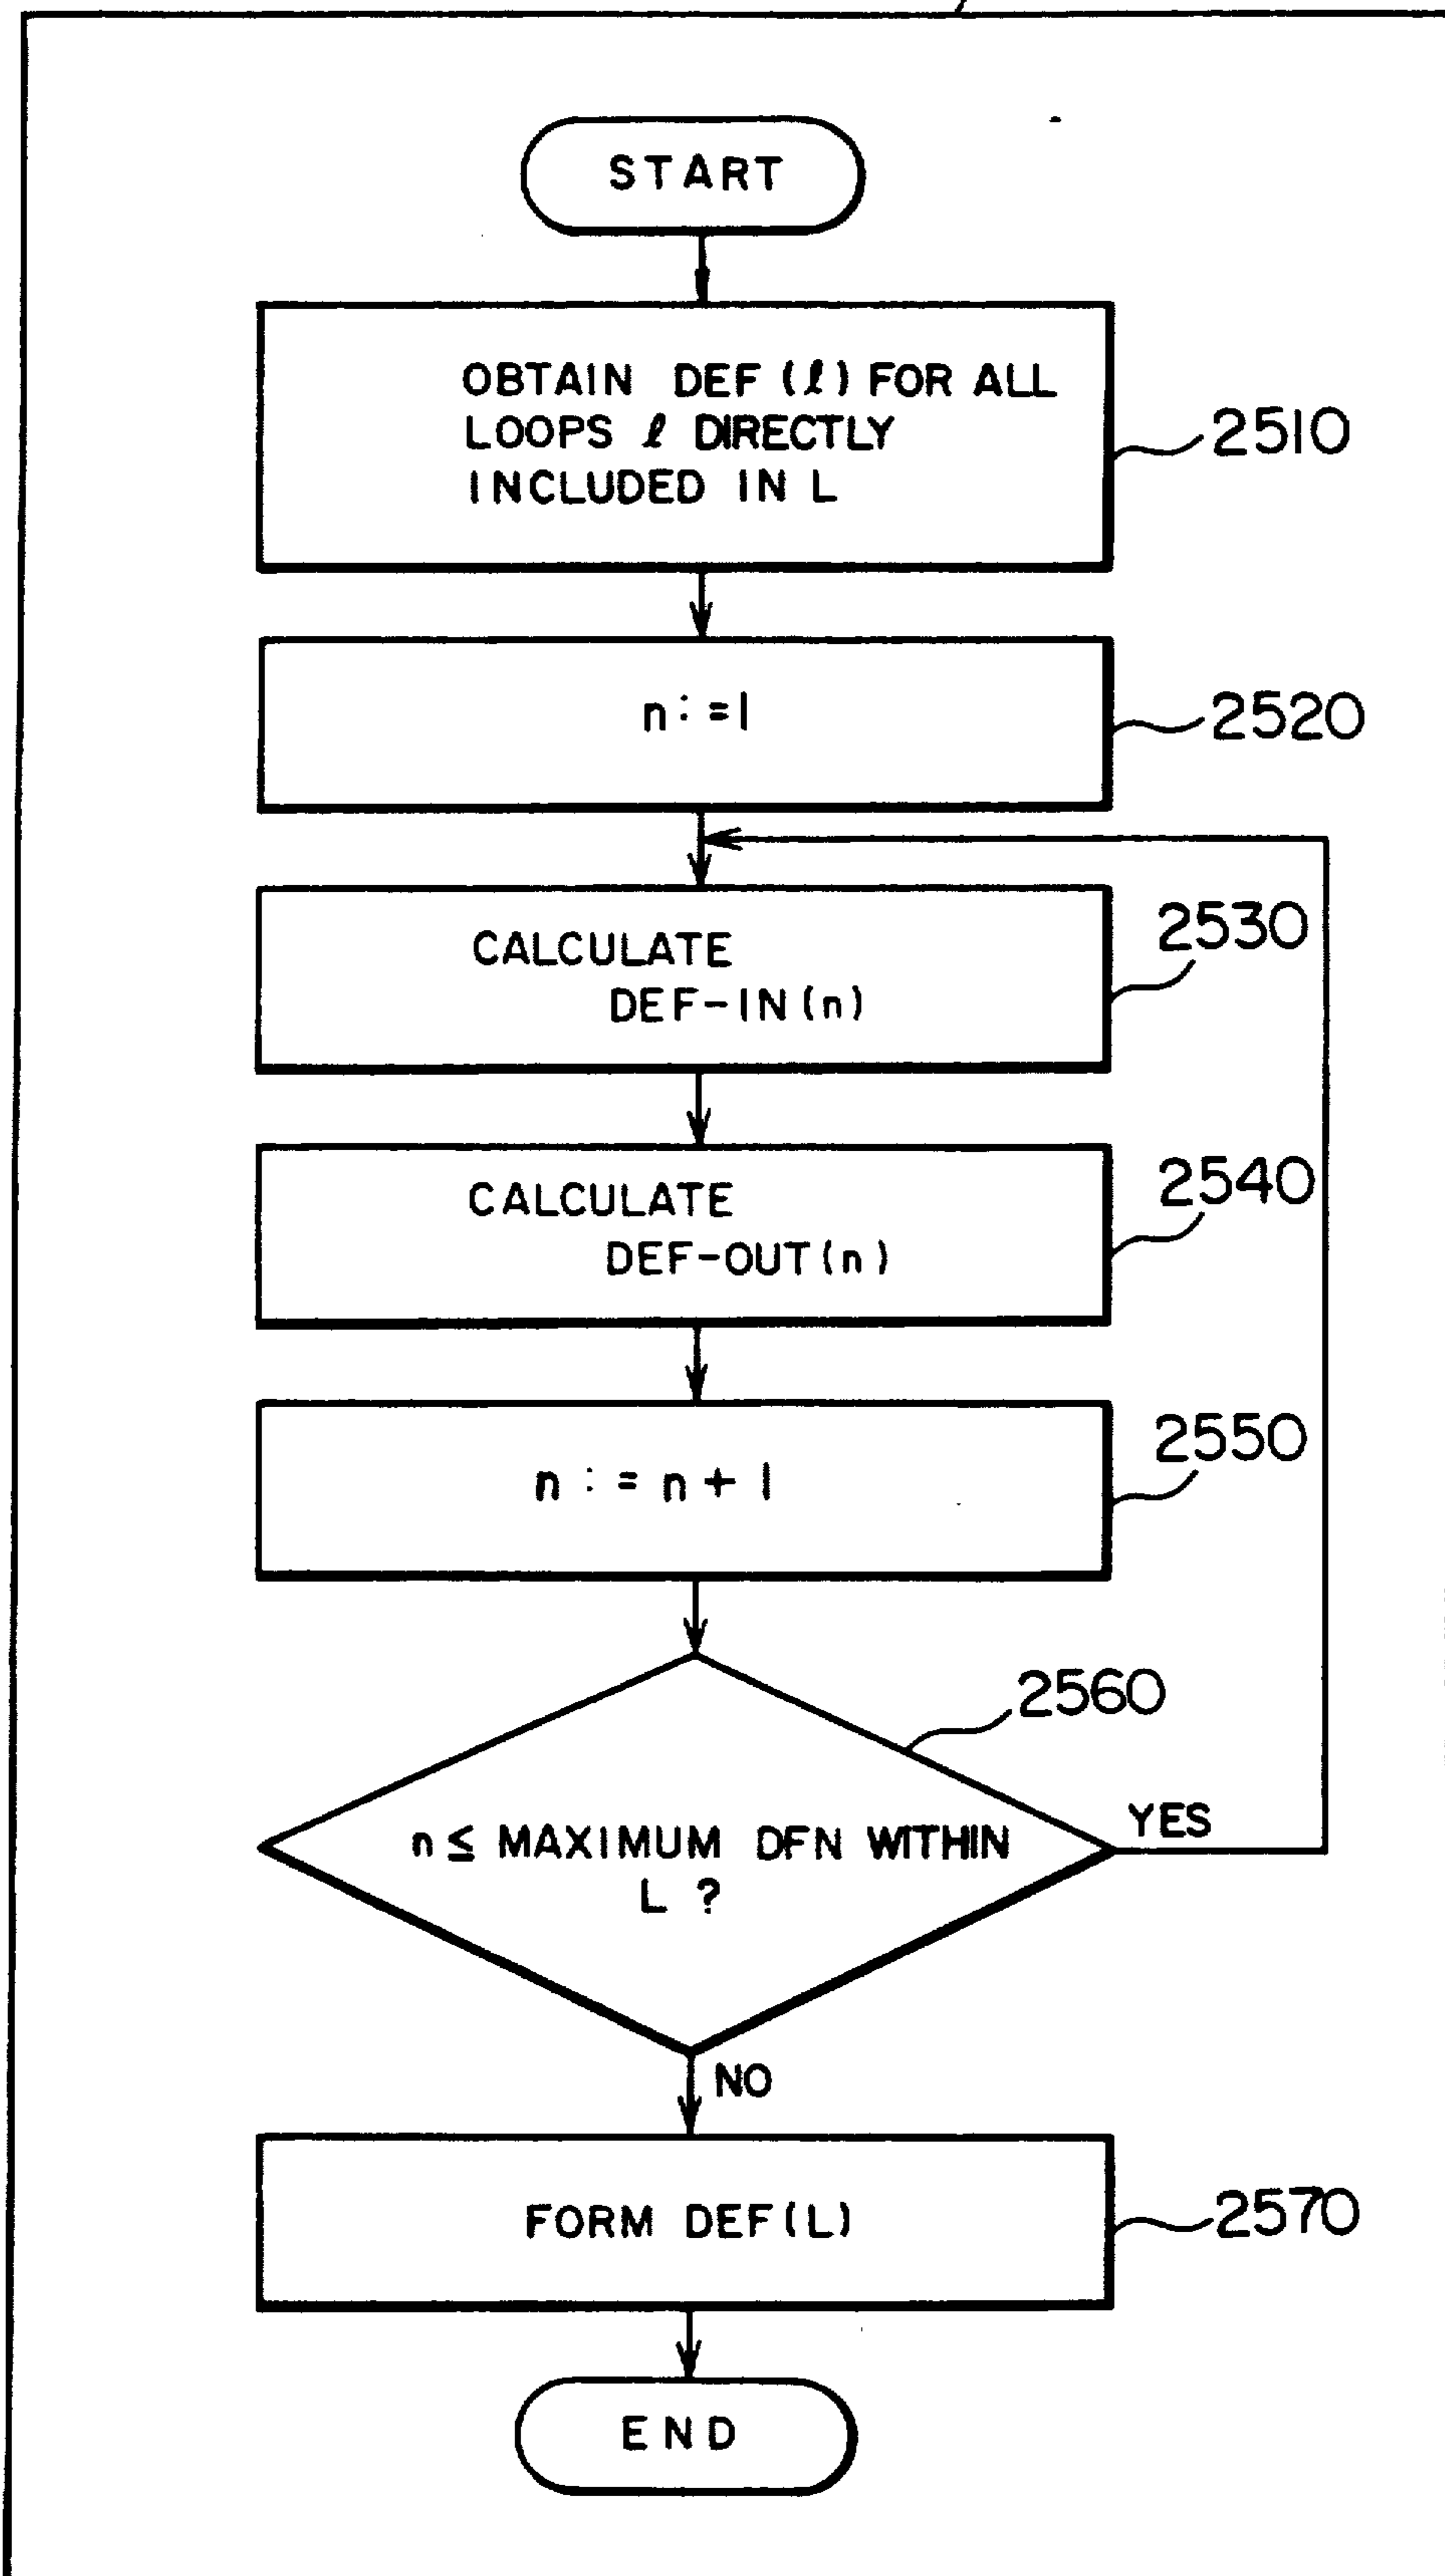 START
OBTAIN DEF (ℓ) FOR ALL
LOOPS ℓ DIRECTLY
INCLUDED IN L
2510
n:=1
2520
CALCULATE
DEF-IN(n)
2530
CALCULATE
DEF-OUT(n)
2540
n := n + 1
2550
2560
n ≤ MAXIMUM DFN WITHIN
L ?
YES
NO
FORM DEF(L)
2570
END